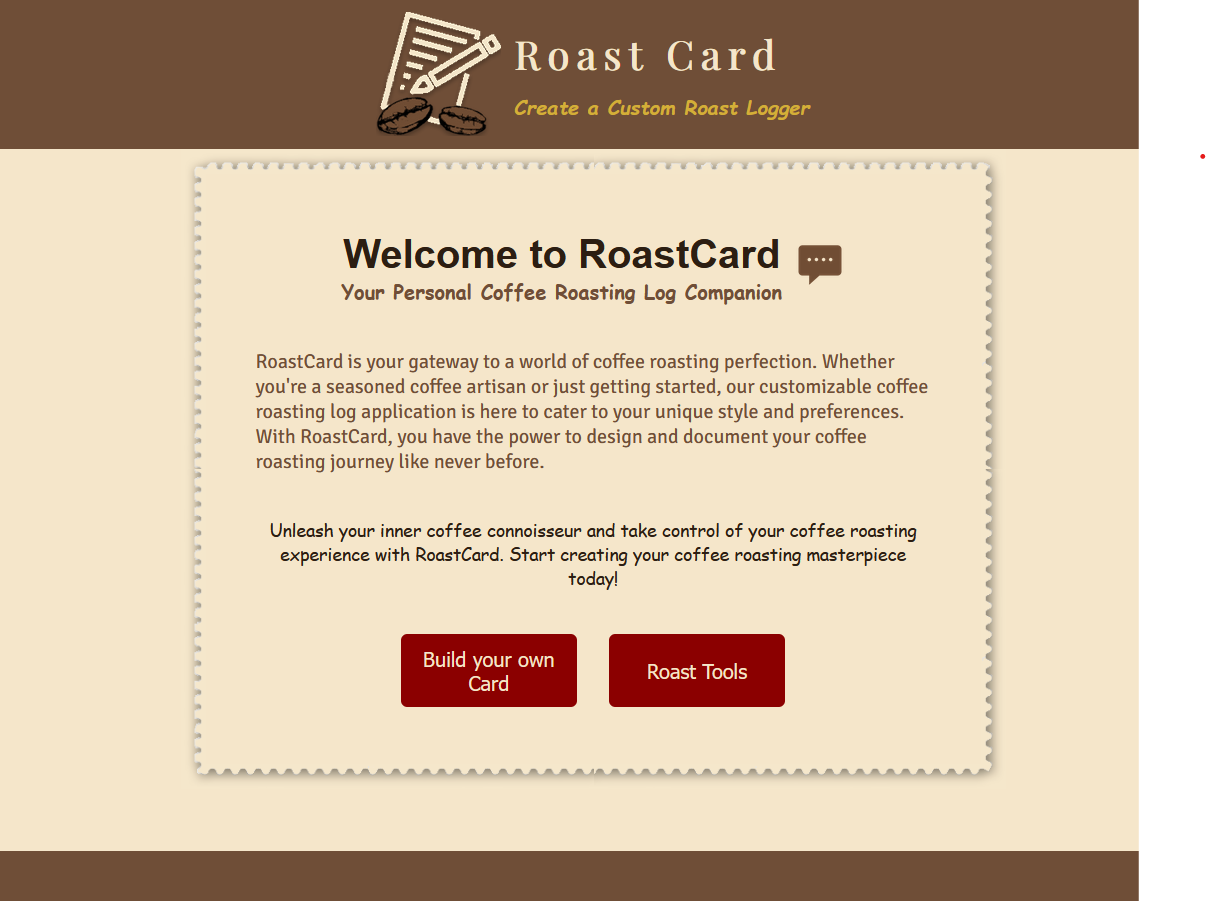 Roast Card
Create a Custom Roast Logger
Welcome to RoastCard
Your Personal Coffee Roasting Log Companion
RoastCard is your gateway to a world of coffee roasting perfection. Whether
you're a seasoned coffee artisan or just getting started, our customizable coffee
roasting log application is here to cater to your unique style and preferences.
With RoastCard, you have the power to design and document your coffee
roasting journey like never before.
Unleash your inner coffee connoisseur and take control of your coffee roasting
experience with RoastCard. Start creating your coffee roasting masterpiece
today!
Build your own
Card
Roast Tools